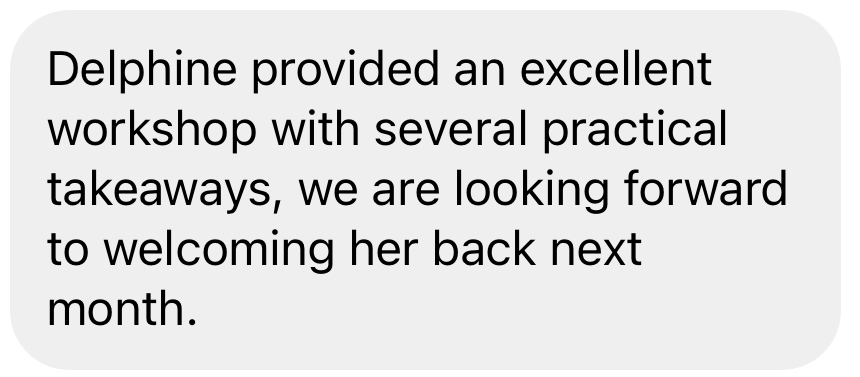 Delphine provided an excellent
workshop with several practical
takeaways, we are looking forward
to welcoming her back next
month.